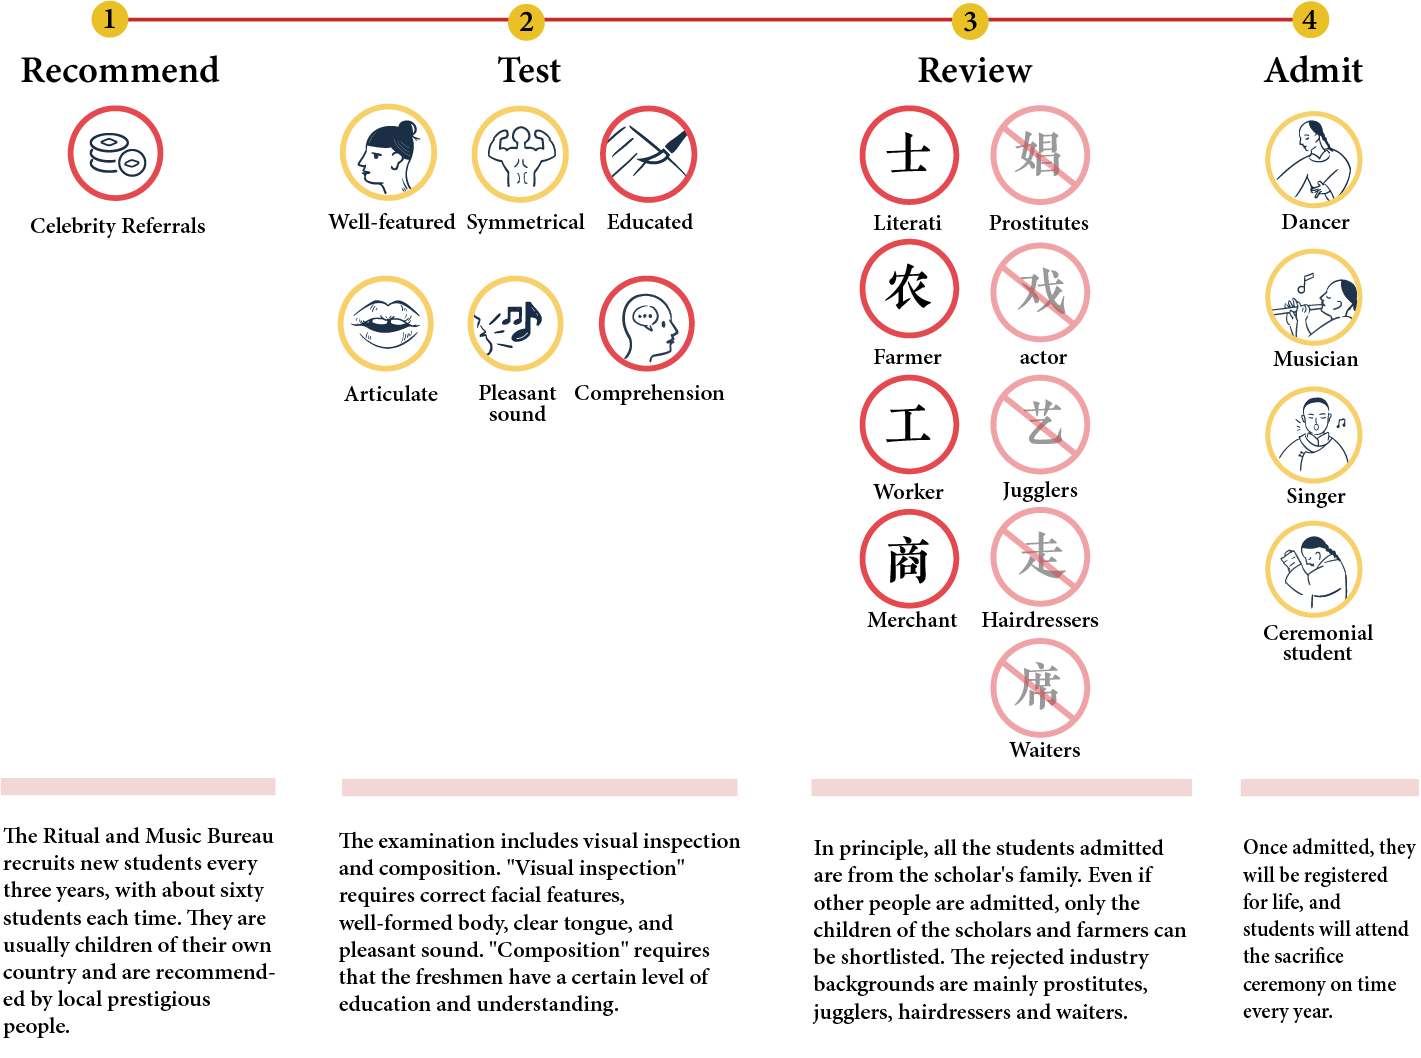 1
Recommend
Celebrity Referrals
The Ritual and Music Bureau
recruits new students every
three years, with about sixty
students each time. They are
usually children of their own
country and are recommend-
ed by local prestigious
people.
2
Test
Well-featured
Symmetrical
Educated
Articulate
Pleasant
sound
Comprehension
The examination includes visual inspection
and composition. "Visual inspection"
requires correct facial features,
well-formed body, clear tongue, and
pleasant sound. "Composition" requires
that the freshmen have a certain level of
education and understanding.
3
Review
士
Literati
娼
Prostitutes
农
Farmer
戏
actor
工
Worker
艺
Jugglers
商
Merchant
走
Hairdressers
席
Waiters
In principle, all the students admitted
are from the scholar's family. Even if
other people are admitted, only the
children of the scholars and farmers can
be shortlisted. The rejected industry
backgrounds are mainly prostitutes,
jugglers, hairdressers and waiters.
4
Admit
Dancer
Musician
Singer
Ceremonial
student
Once admitted, they
will be registered
for life, and
students will attend
the sacrifice
ceremony on time
every year.